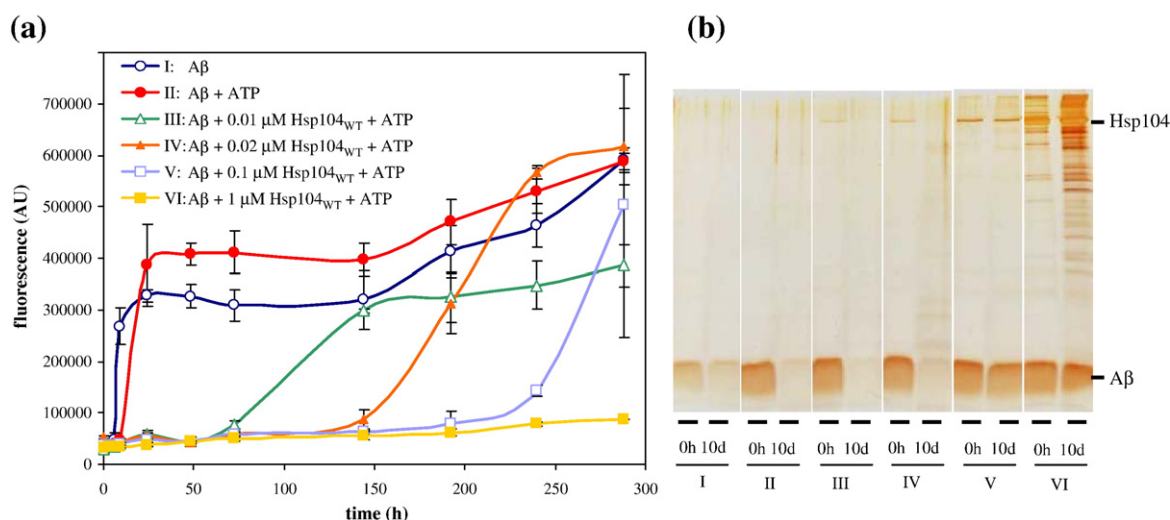 (a)
I: Aβ
II: Aβ + ATP
III: Aβ + 0.01 μM Hsp104WT + ATP
IV: Aβ + 0.02 μM Hsp104WT + ATP
V: Aβ + 0.1 μM Hsp104WT + ATP
VI: Aβ + 1 μM Hsp104WT + ATP
fluorescence (AU)
700000
600000
500000
400000
300000
200000
100000
0
0 50 100 150 200 250 300
time (h)
(b)
Hsp104
Aβ
0h 10d 0h 10d 0h 10d 0h 10d 0h 10d 0h 10d
I II III IV V VI